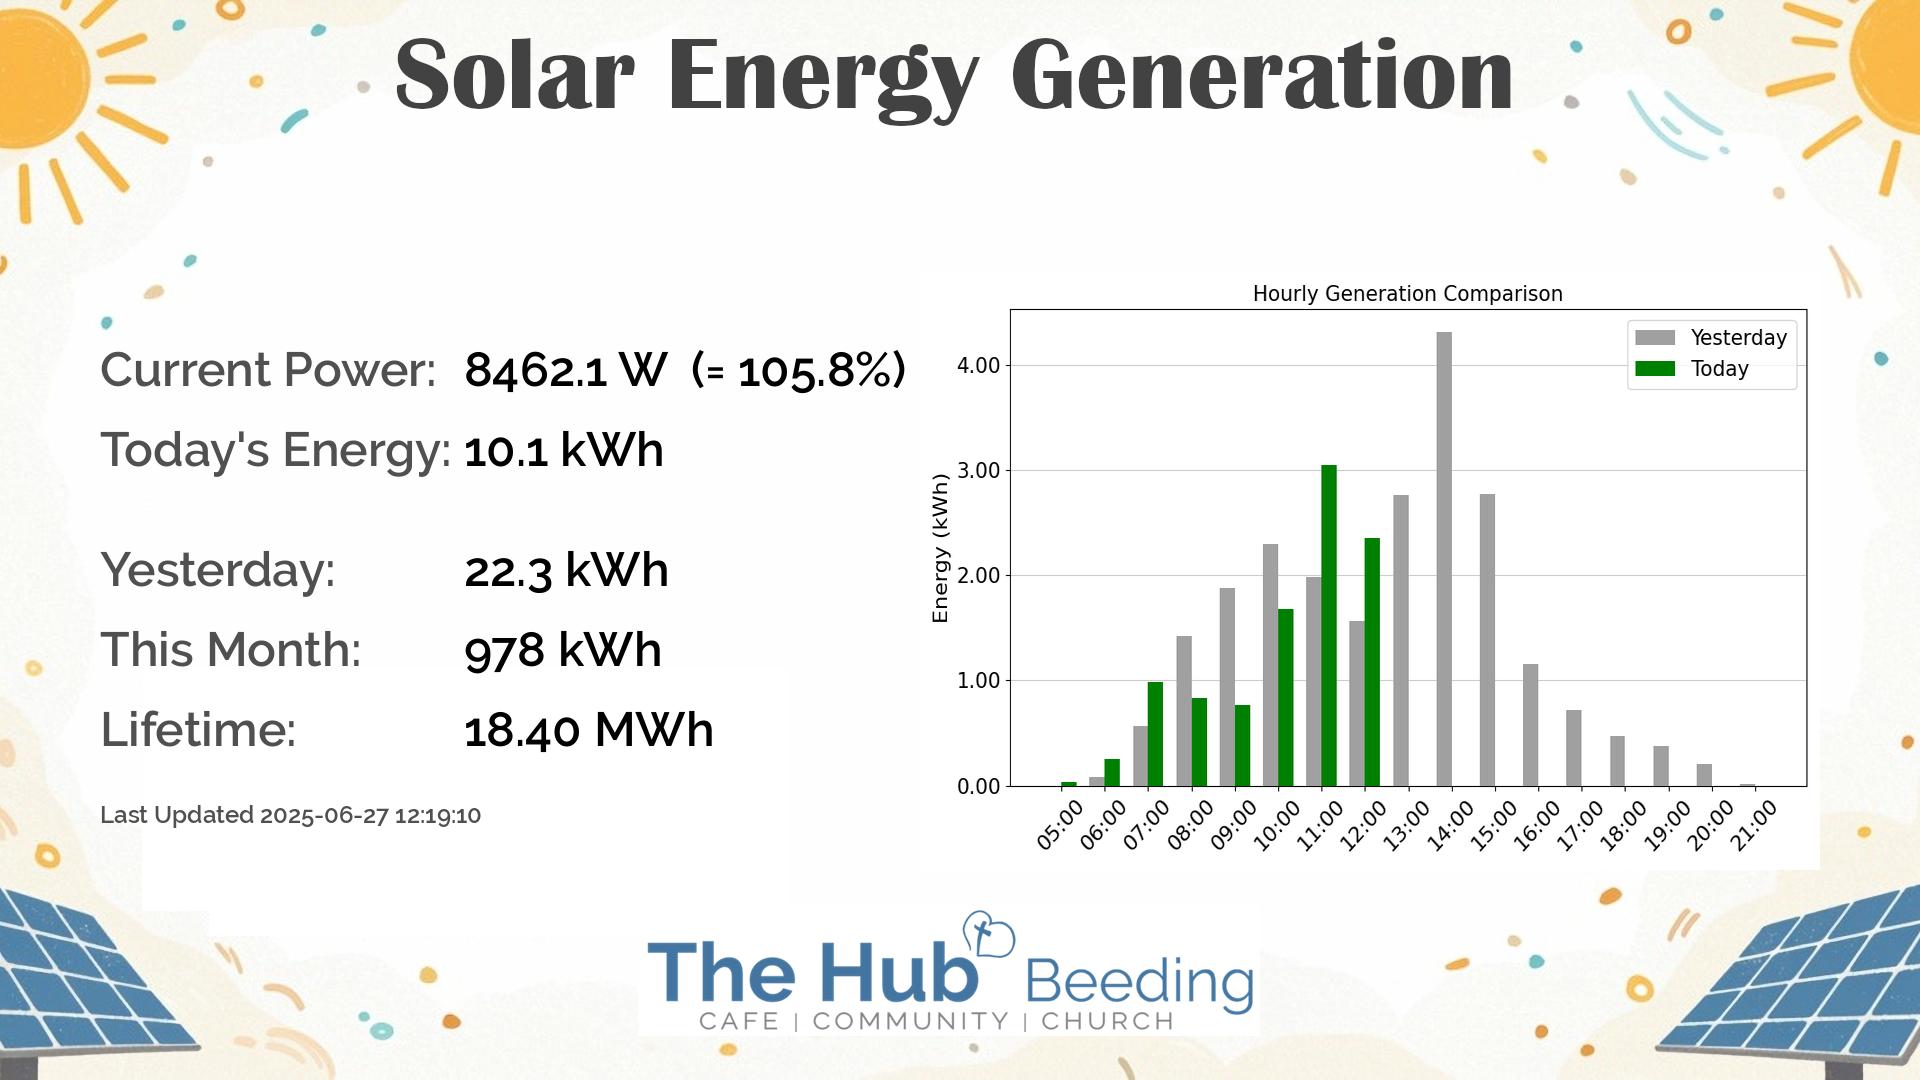 Solar Energy Generation
Current Power: 8462.1 W (= 105.8%)
Today's Energy: 10.1 kWh
Yesterday: 22.3 kWh
This Month: 978 kWh
Lifetime: 18.40 MWh
Last Updated 2025-06-27 12:19:10
Hourly Generation Comparison
Yesterday
Today
Energy (kWh)
4.00
3.00
2.00
1.00
0.00
05:00 06:00 07:00 08:00 09:00 10:00 11:00 12:00 13:00 14:00 15:00 16:00 17:00 18:00 19:00 20:00 21:00
The Hub Beeding
CAFE | COMMUNITY | CHURCH